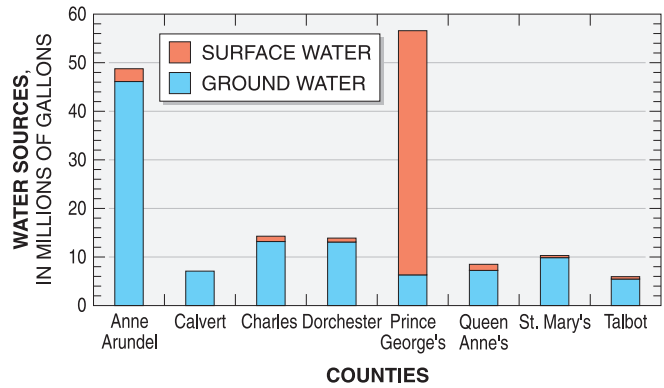 WATER SOURCES,
IN MILLIONS OF GALLONS
60
50
40
30
20
10
0
SURFACE WATER
GROUND WATER
Anne
Arundel
Calvert
Charles
Dorchester
Prince
George's
Queen
Anne's
St. Mary's
Talbot
COUNTIES